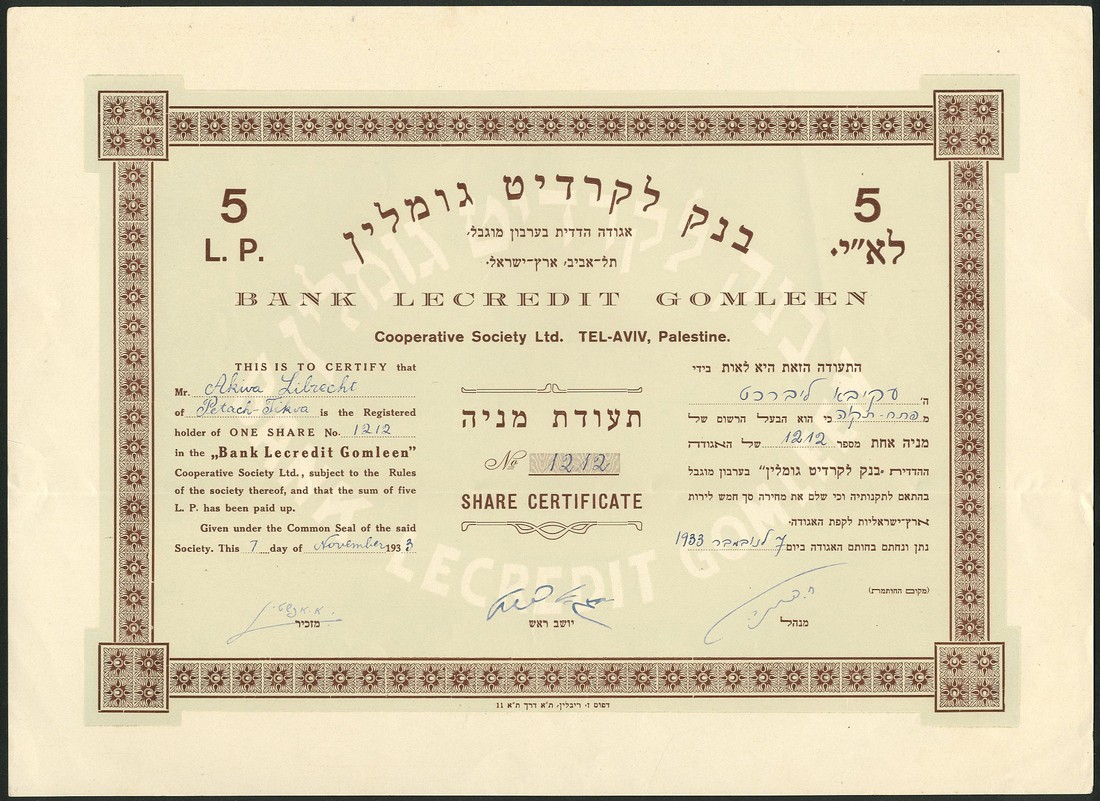 5
L. P.
בנק לקרדיט גומלין
5
לא״י.
אגודה הדדית בערבון מוגבל,
תל־אביב, ארץ־ישראל.
BANK LECREDIT GOMLEEN
Cooperative Society Ltd. TEL-AVIV, Palestine.
THIS IS TO CERTIFY that
Mr. Akiva Librecht
of Petach-Tikva is the Registered
holder of ONE SHARE No. 1212
in the „Bank Lecredit Gomleen”
Cooperative Society Ltd., subject to the Rules
of the society thereof, and that the sum of five
L. P. has been paid up.
Given under the Common Seal of the said
Society. This 7 day of November 1933
תעודת מניה
No 1212
SHARE CERTIFICATE
התעודה הזאת היא לאות בידי
ה' עקיבא ליברכט
מ פתח-תקוה כי הוא הבעל הרשום של
מניה אחת מספר 1212 של האגודה
ההדדית „בנק לקרדיט גומלין” בערבון מוגבל
בהתאם לתקנותיה וכי שלם את מחירה סך חמש לירות
ארץ־ישראליות לקפת האגודה.
נתן ונחתם בחותם האגודה ביום 7 לנובמבר 1933
(מקום החותמת)
מזכיר
יושב ראש
מנהל
דפוס ז. ריבלין, ת״א דרך ת״א 11